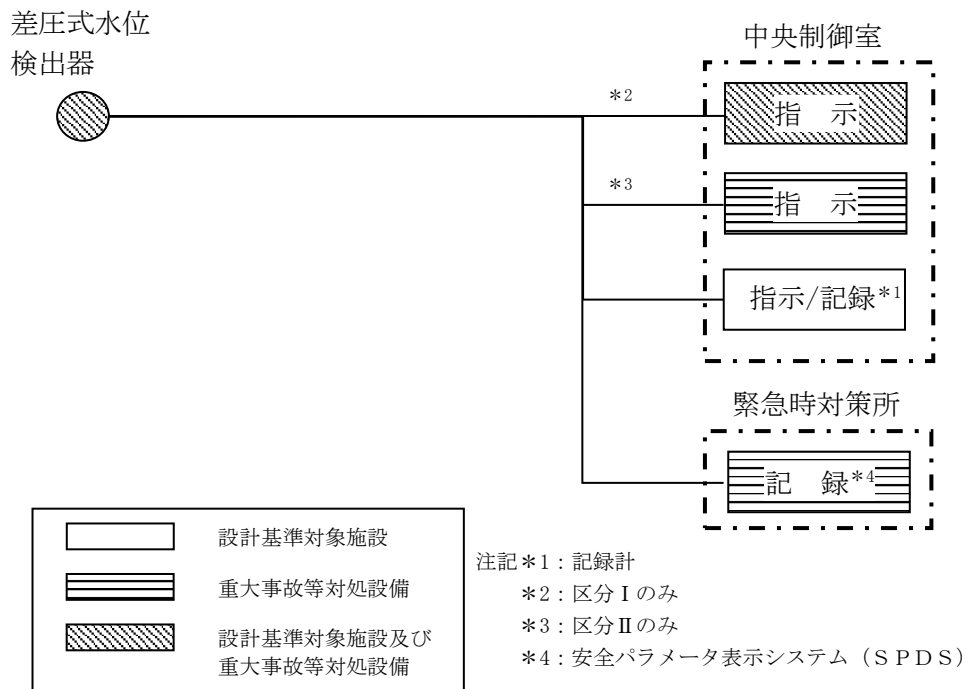 差圧式水位
検出器
中央制御室
*2
指　示
*3
指　示
指示/記録*1
緊急時対策所
記　録*4
設計基準対象施設
重大事故等対処設備
設計基準対象施設及び
重大事故等対処設備
注記*1：記録計
*2：区分Ⅰのみ
*3：区分Ⅱのみ
*4：安全パラメータ表示システム（ＳＰＤＳ）